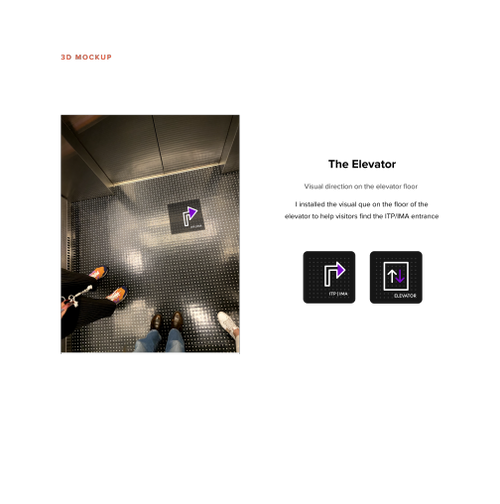 3D MOCKUP
The Elevator
Visual direction on the elevator floor
I installed the visual que on the floor of the
elevator to help visitors find the ITP/IMA entrance
ITP | IMA
ELEVATOR